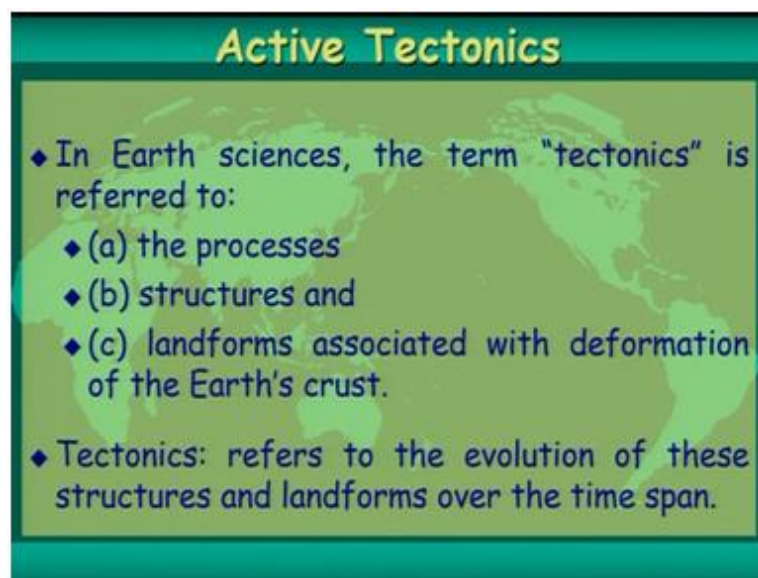 Active Tectonics
◆ In Earth sciences, the term “tectonics” is
referred to:
◆ (a) the processes
◆ (b) structures and
◆ (c) landforms associated with deformation
of the Earth's crust.
◆ Tectonics: refers to the evolution of these
structures and landforms over the time span.